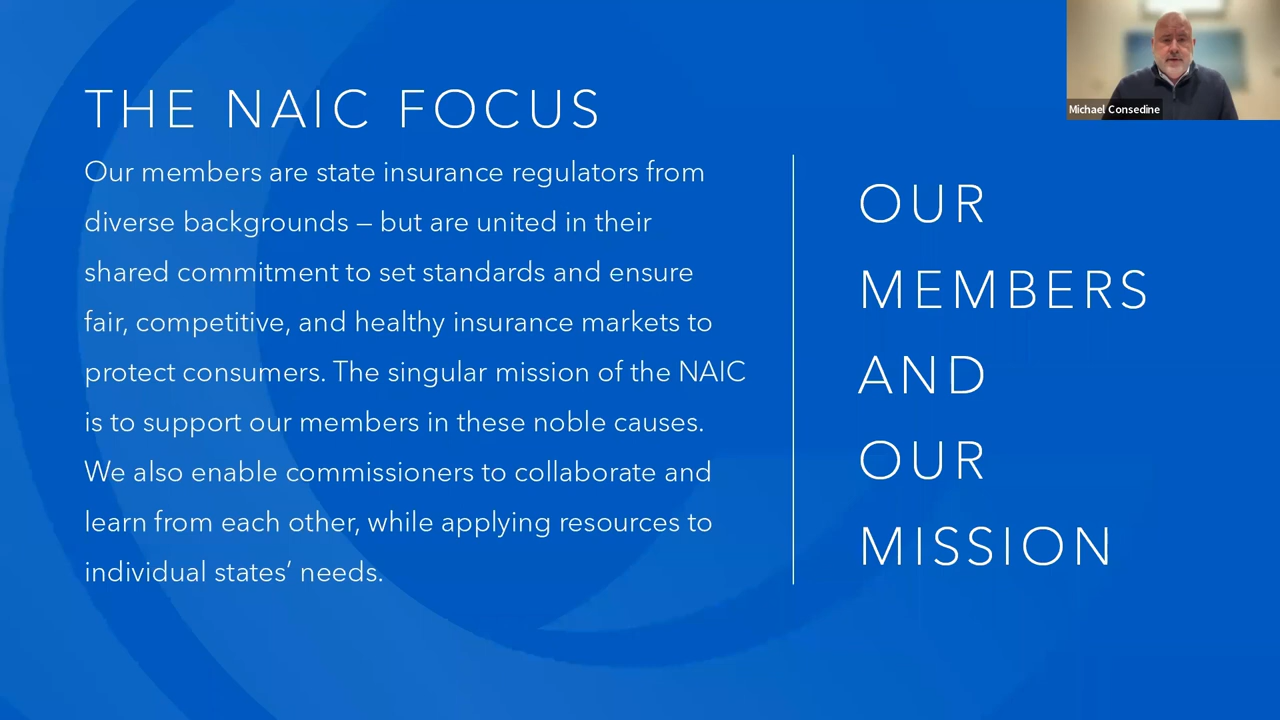 THE NAIC FOCUS
Our members are state insurance regulators from
diverse backgrounds – but are united in their
shared commitment to set standards and ensure
fair, competitive, and healthy insurance markets to
protect consumers. The singular mission of the NAIC
is to support our members in these noble causes.
We also enable commissioners to collaborate and
learn from each other, while applying resources to
individual states’ needs.
OUR
MEMBERS
AND
OUR
MISSION
Michael Consedine